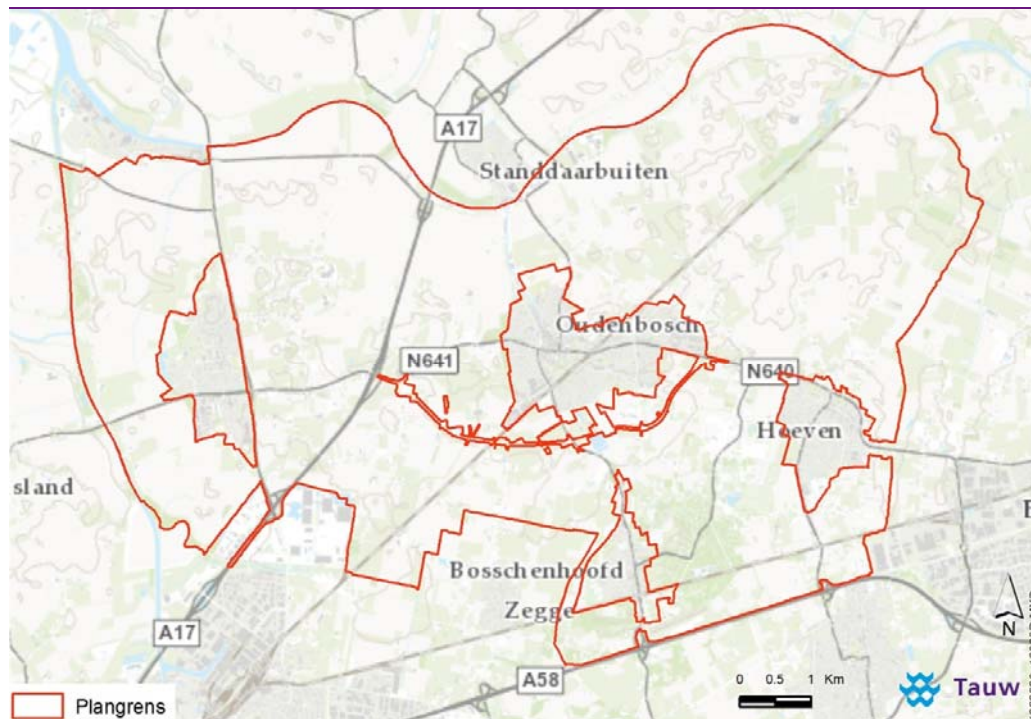 A17
Standdaarbuiten
Oudenbosch
N641
N640
Hoeven
sland
Bosschenhoofd
Zegge
A17
A58
N
0 0.5 1 Km
Plangrens
Tauw